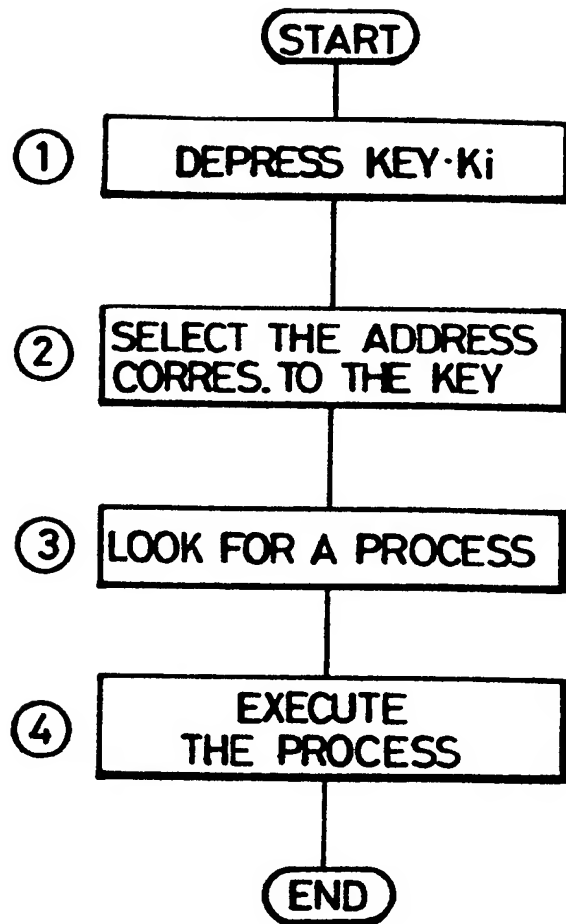 START
1 DEPRESS KEY·Ki
2 SELECT THE ADDRESS
CORRES. TO THE KEY
3 LOOK FOR A PROCESS
4 EXECUTE
THE PROCESS
END